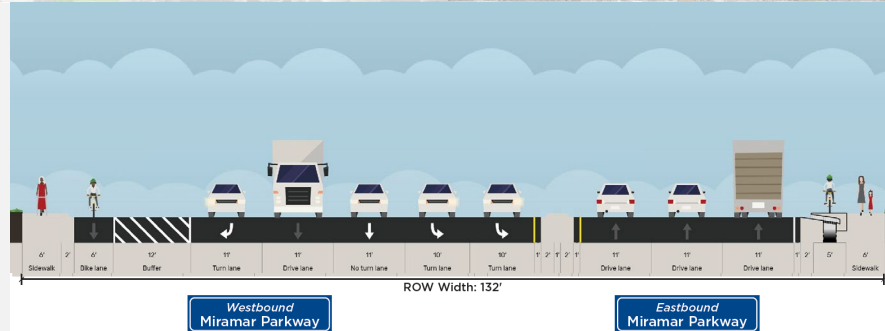 6' 2' 6' 12' 11' 11' 11' 10' 10' 1' 2' 1' 2' 1' 11' 11' 11' 1' 2' 5' 6'
Sidewalk Bike lane Buffer Turn lane Drive lane No turn lane Turn lane Turn lane Drive lane Drive lane Drive lane Sidewalk
ROW Width: 132'
Westbound
Miramar Parkway
Eastbound
Miramar Parkway